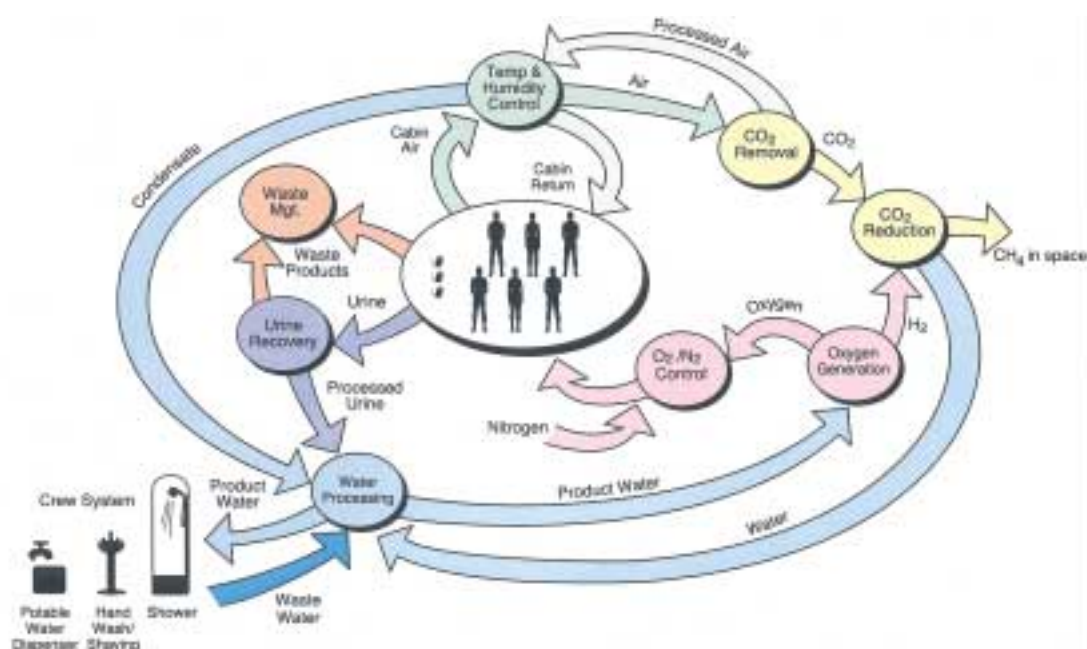 Processed Air
Temp &
Humidity
Control
Air
CO₂
Removal
CO₂
Cabin
Air
Cabin
Return
Condensate
Waste
Mgt.
CO₂
Reduction
CH₄ in space
Waste
Products
Urine
Oxygen
H₂
Urine
Recovery
O₂ /N₂
Control
Oxygen
Generation
Processed
Urine
Nitrogen
Water
Processing
Product Water
Product
Water
Crew System
Water
Waste
Water
Potable
Water
Dispenser
Hand
Wash/
Shaving
Shower